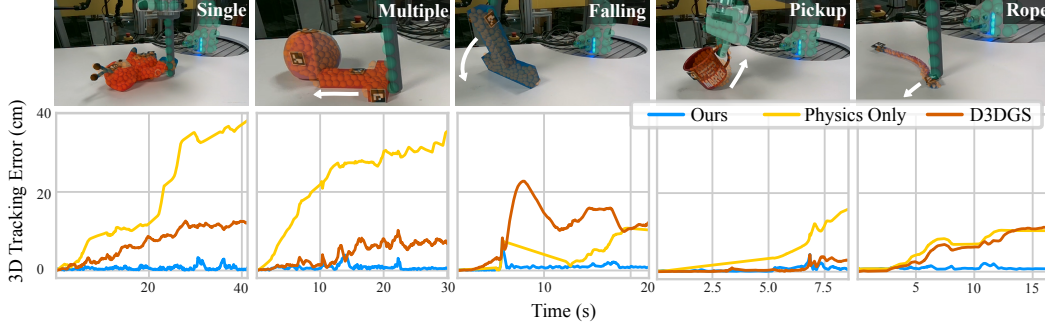 Single
Multiple
Falling
Pickup
Rope
Ours
Physics Only
D3DGS
3D Tracking Error (cm)
40
20
0
20
40
10
20
30
10
20
2.5
5.0
7.5
5
10
15
Time (s)